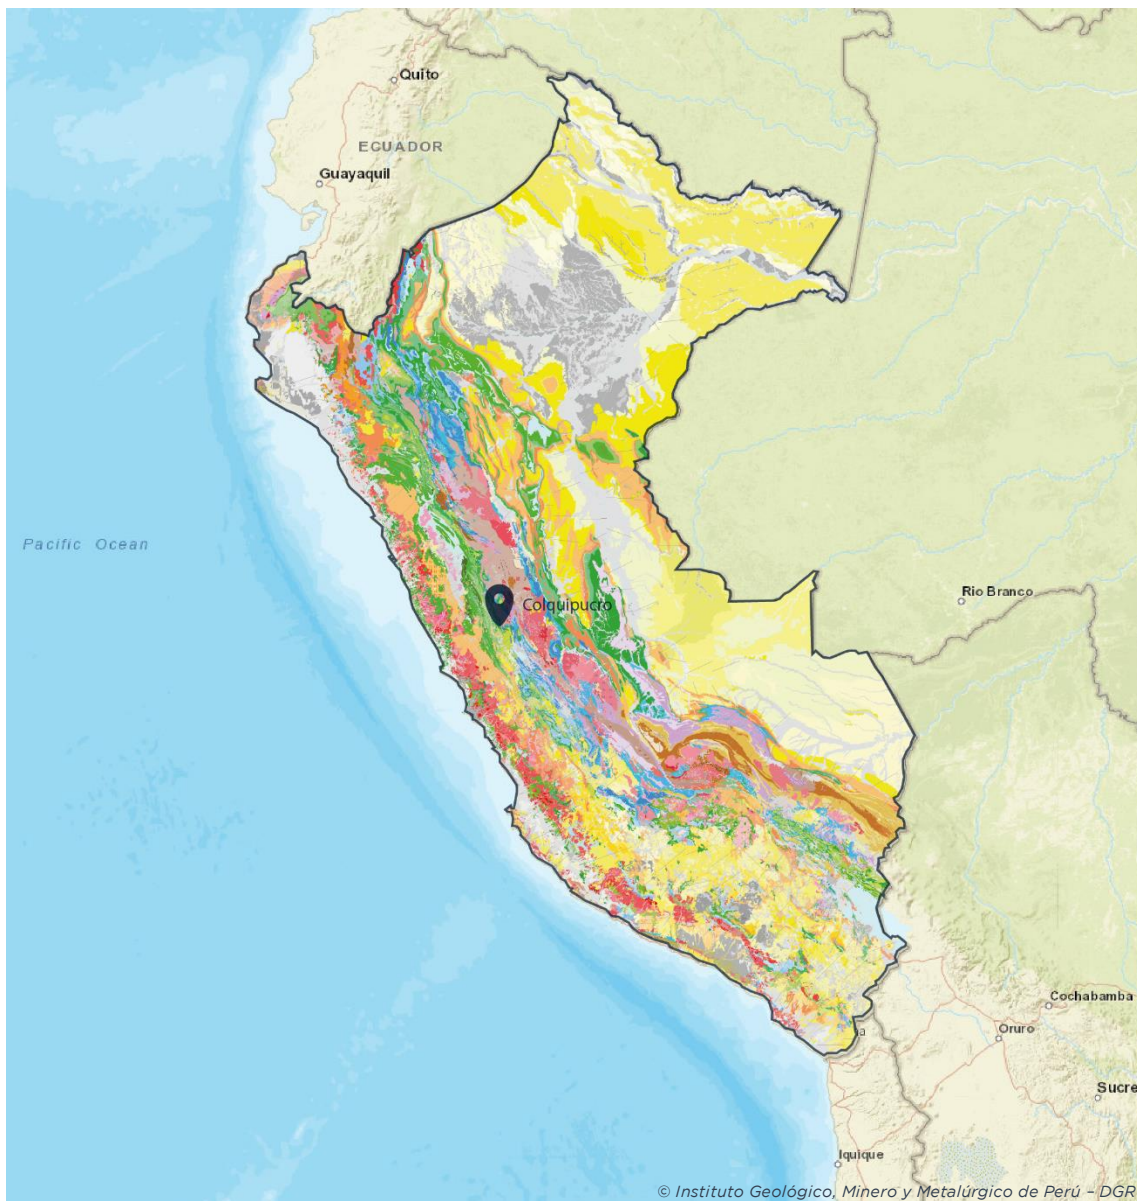 Quito
ECUADOR
Guayaquil
Pacific Ocean
Rio Branco
Colquipucro
Cochabamba
a
Oruro
Sucre
Iquique
© Instituto Geológico, Minero y Metalúrgico de Perú – DGR